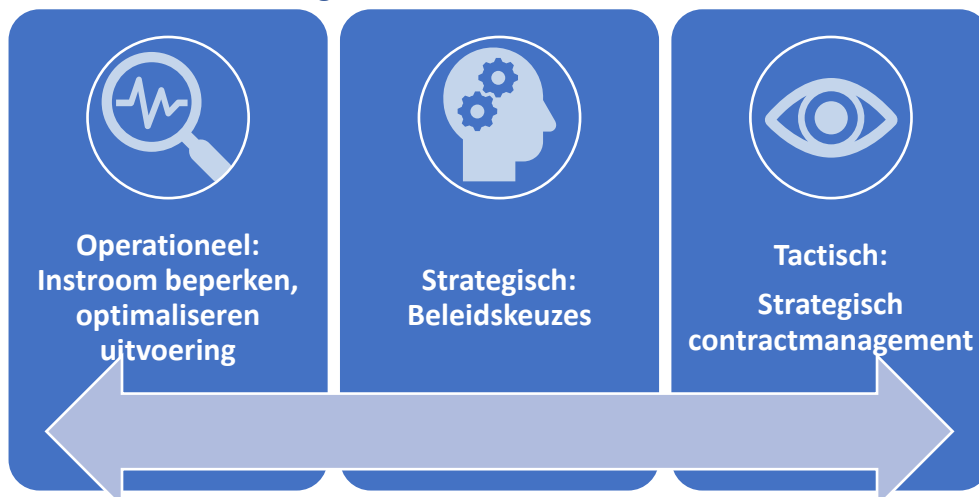 Operationeel:
Instroom beperken,
optimaliseren
uitvoering
Strategisch:
Beleidskeuzes
Tactisch:
Strategisch
contractmanagement